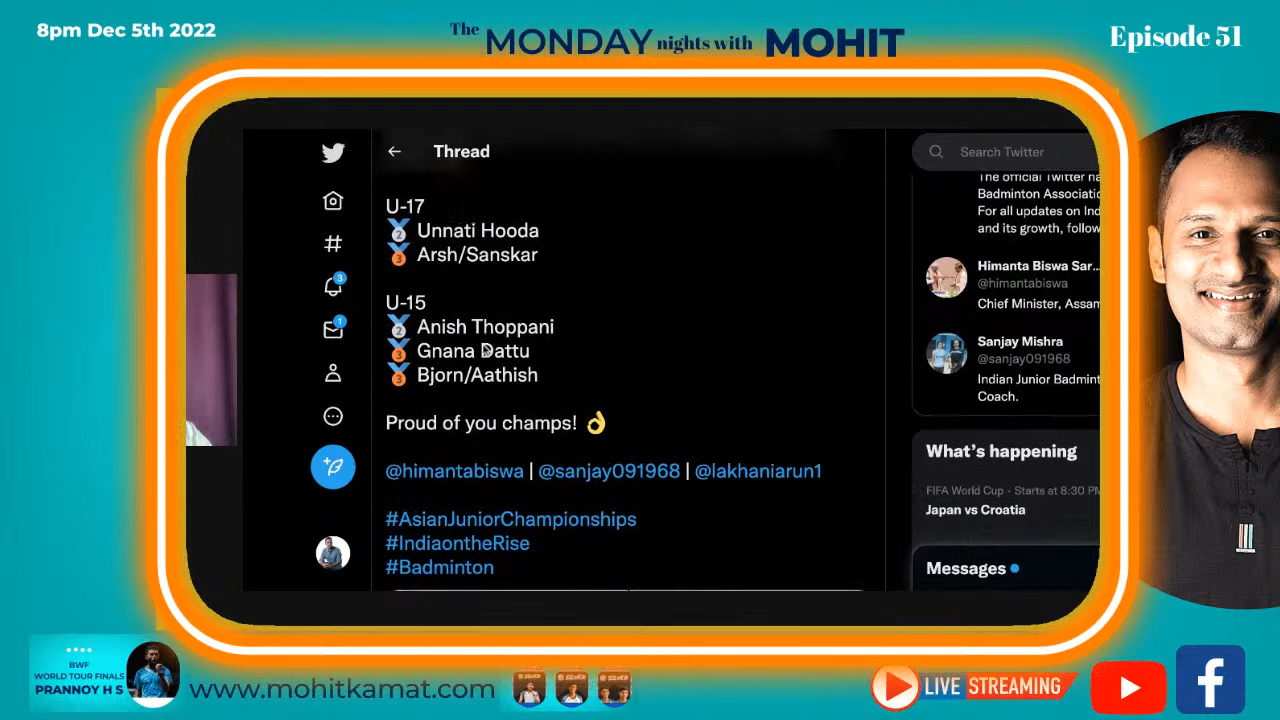 8pm Dec 5th 2022
The MONDAY nights with MOHIT
Episode 51
Thread
U-17
Unnati Hooda
Arsh/Sanskar
U-15
Anish Thoppani
Gnana Dattu
Bjorn/Aathish
Proud of you champs!
@himantabiswa | @sanjay091968 | @lakhaniarun1
#AsianJuniorChampionships
#IndiaontheRise
#Badminton
3
1
Search Twitter
The official Twitter ha
Badminton Associati
For all updates on Ind
and its growth, follow
Himanta Biswa Sar...
@himantabiswa
Chief Minister, Assam
Sanjay Mishra
@sanjay091968
Indian Junior Badmint
Coach.
What's happening
FIFA World Cup · Starts at 8:30 PM
Japan vs Croatia
Messages
BWF
WORLD TOUR FINALS
PRANNOY H S
www.mohitkamat.com
LIVE STREAMING